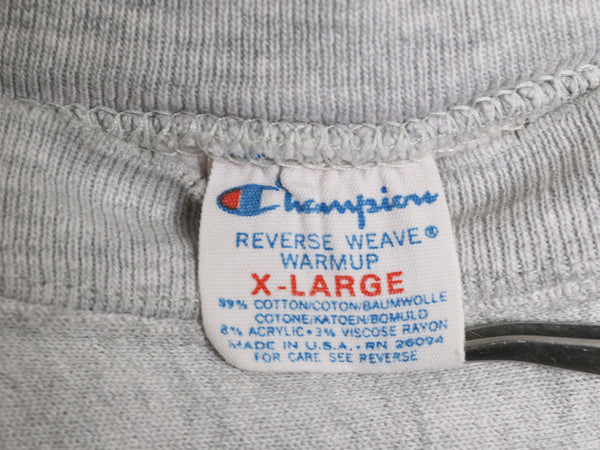 Champion
REVERSE WEAVE®
WARMUP
X-LARGE
89% COTTON/COTON/BAUMWOLLE
COTONE/KATOEN/BOMULD
8% ACRYLIC • 3% VISCOSE RAYON
MADE IN U.S.A. • RN 26094
FOR CARE SEE REVERSE